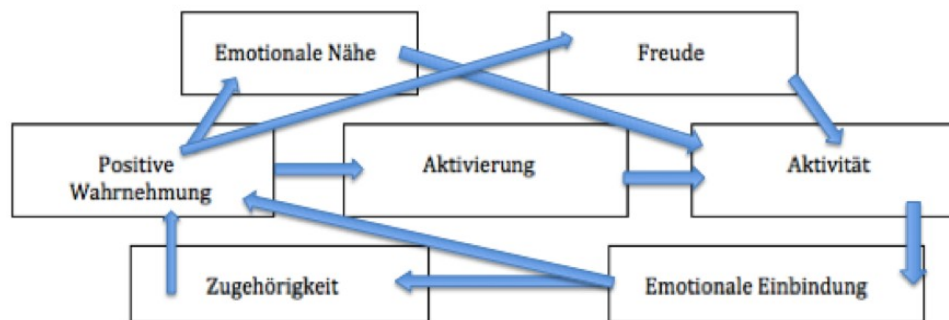 Emotionale Nähe
Freude
Positive
Wahrnehmung
Aktivierung
Aktivität
Zugehörigkeit
Emotionale Einbindung